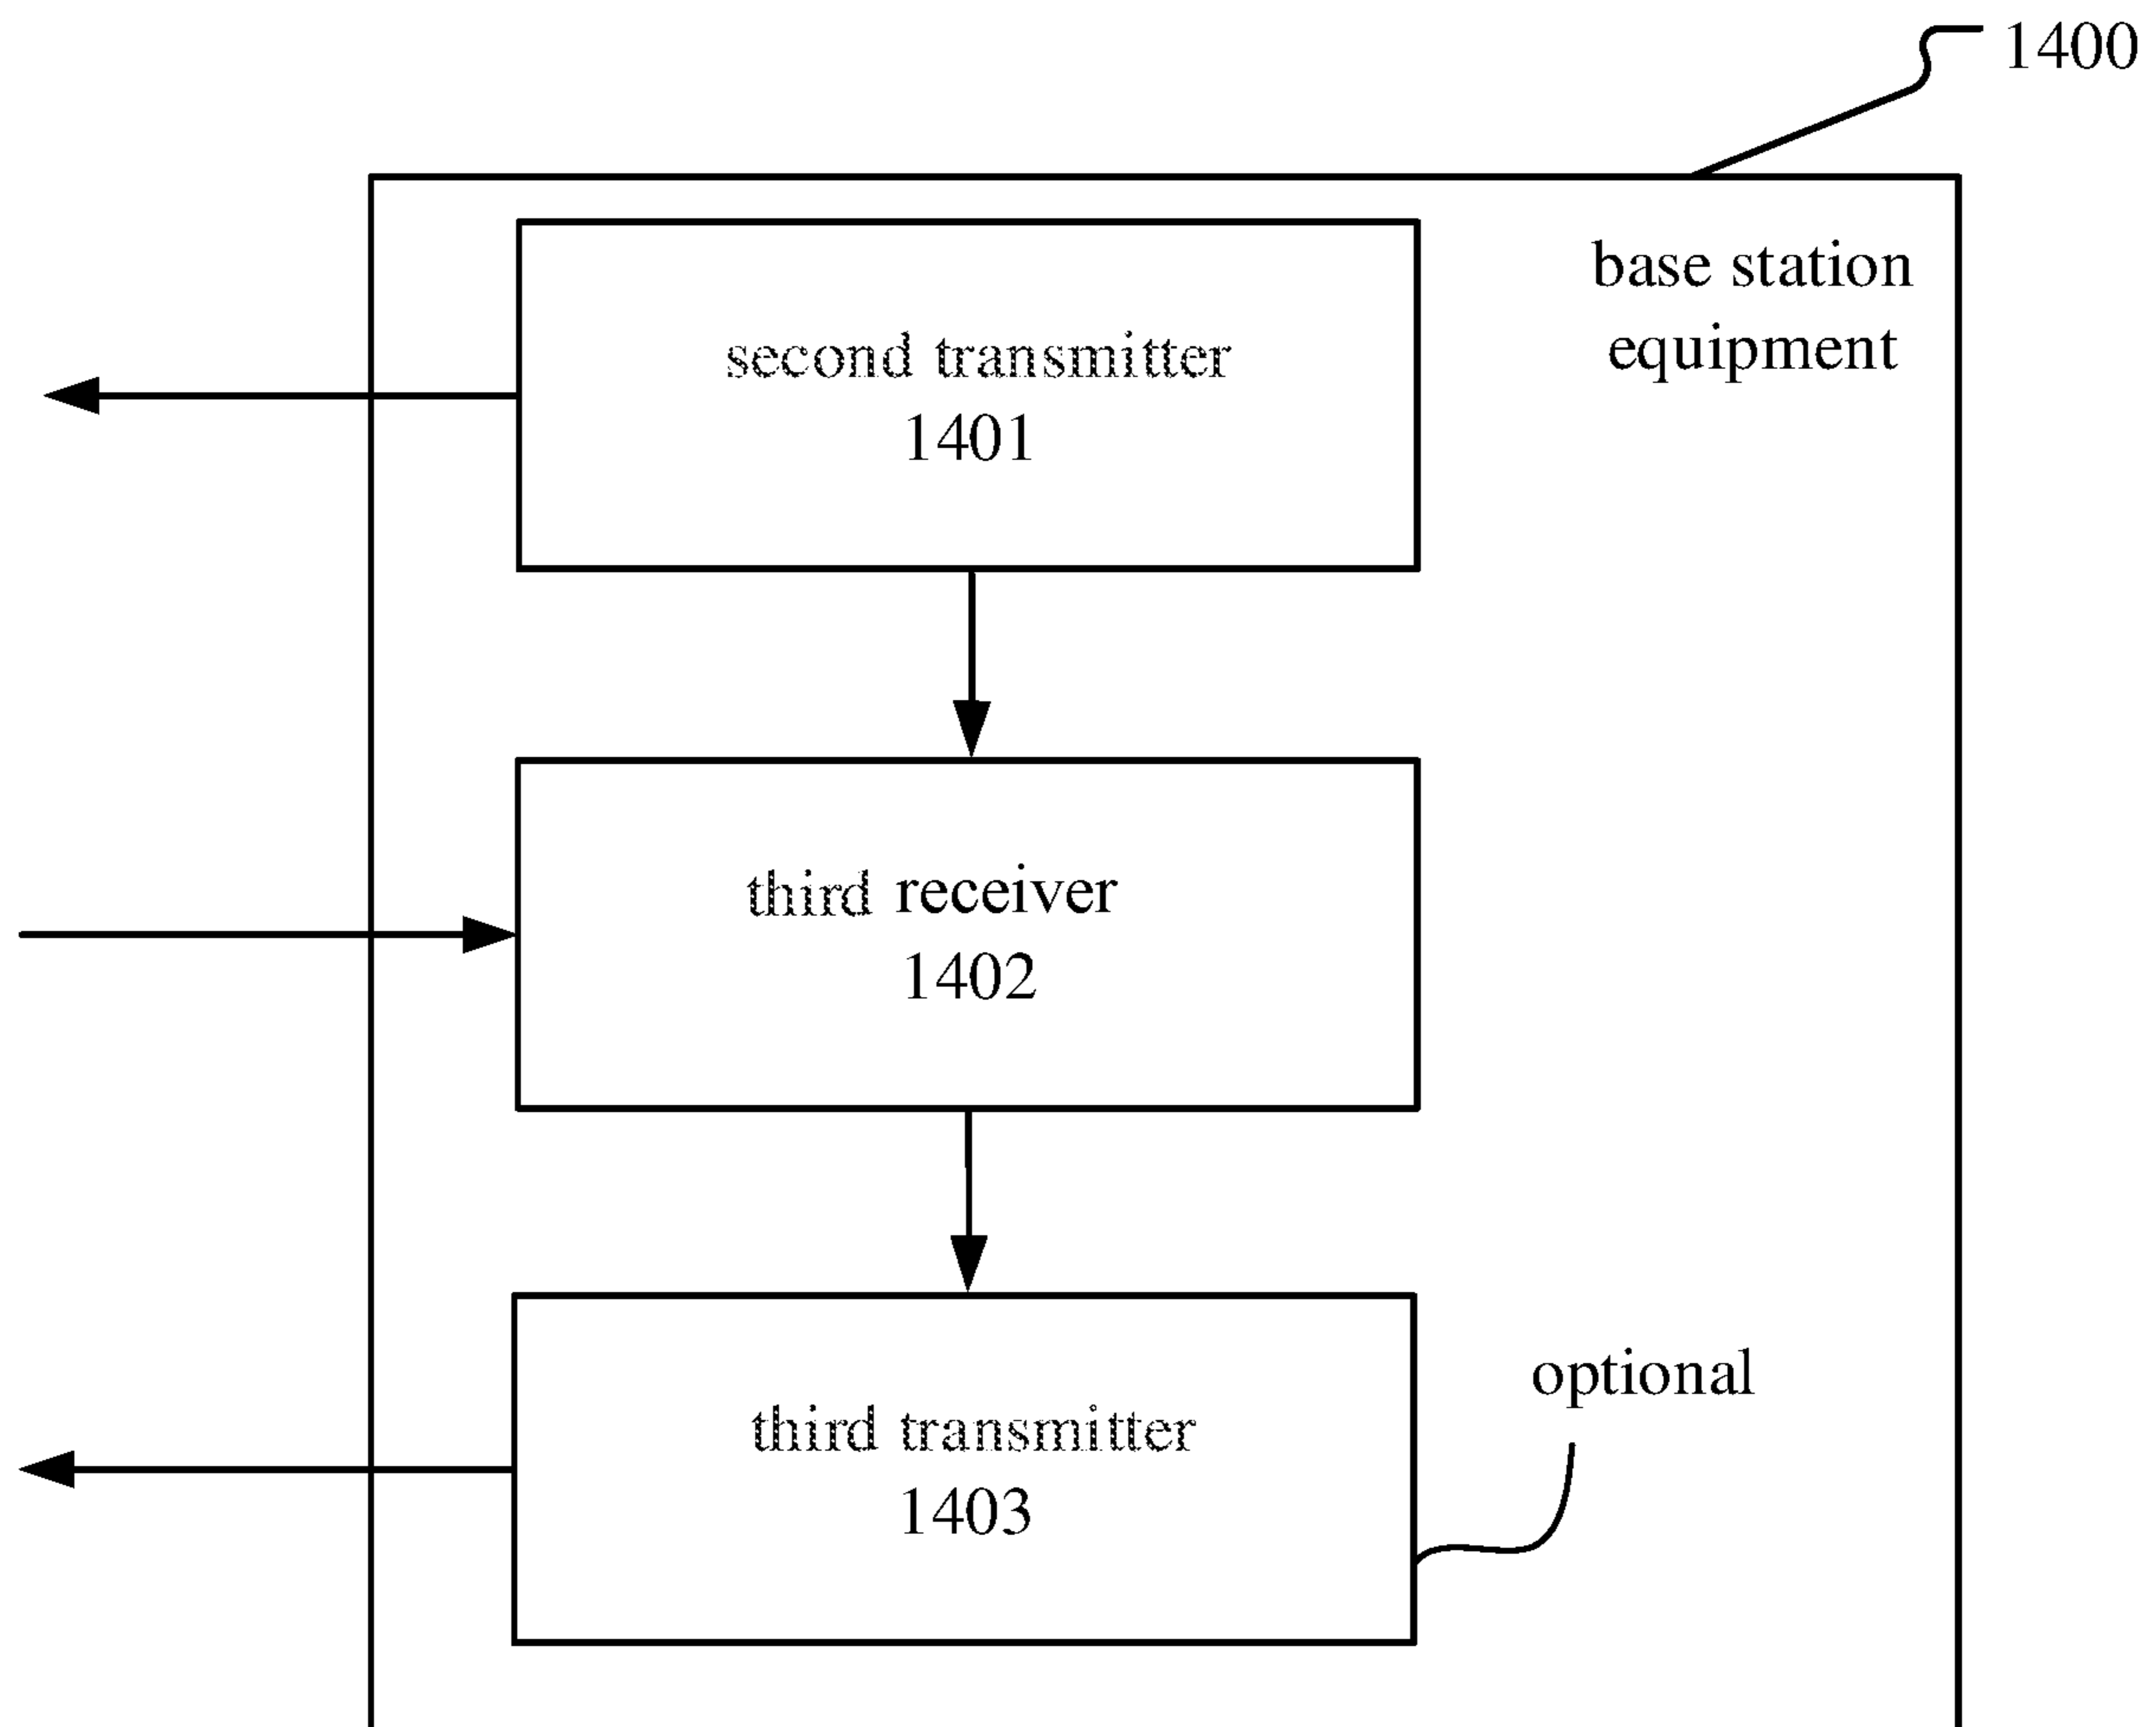 1400
base station
equipment
second transmitter
1401
third receiver
1402
optional
third transmitter
1403